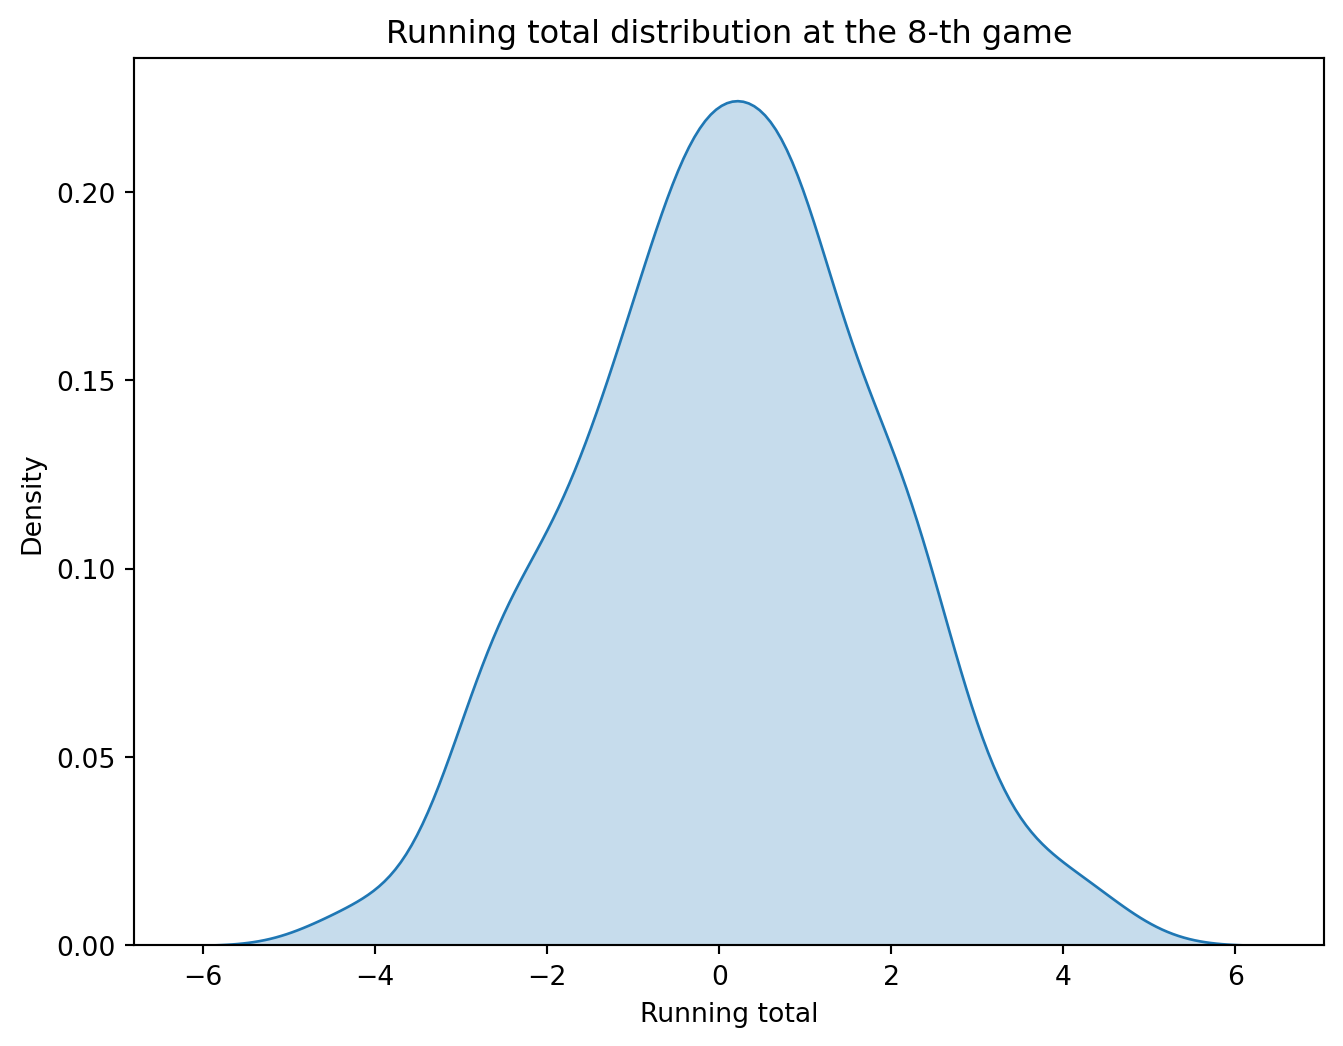 Running total distribution at the 8-th game
Density
0.20
0.15
0.10
0.05
0.00
−6 −4 −2 0 2 4 6
Running total